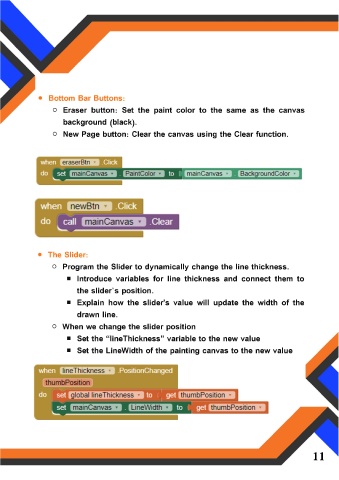 Bottom Bar Buttons:
Eraser button: Set the paint color to the same as the canvas
background (black).
New Page button: Clear the canvas using the Clear function.
when eraserBtn .Click
do set mainCanvas . PaintColor to mainCanvas . BackgroundColor
when newBtn .Click
do call mainCanvas .Clear
The Slider:
Program the Slider to dynamically change the line thickness.
Introduce variables for line thickness and connect them to
the slider`s position.
Explain how the slider's value will update the width of the
drawn line.
When we change the slider position
Set the “lineThickness” variable to the new value
Set the LineWidth of the painting canvas to the new value
when lineThickness .PositionChanged
thumbPosition
do set global lineThickness to get thumbPosition
set mainCanvas . LineWidth to get thumbPosition
11